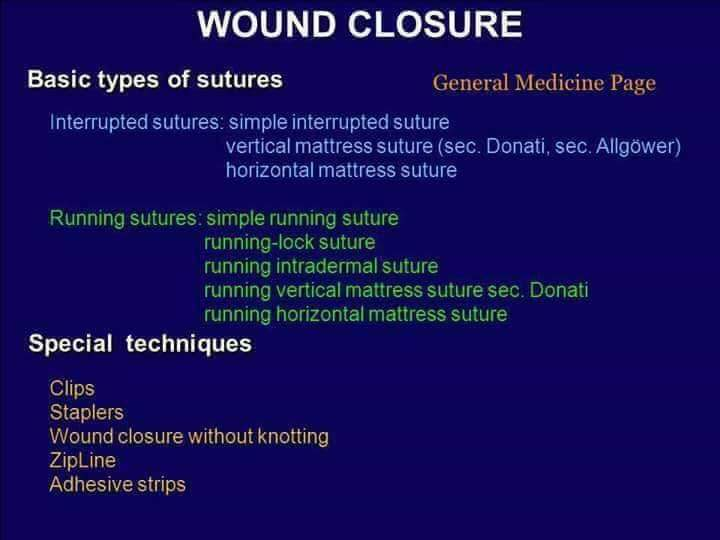 WOUND CLOSURE
Basic types of sutures
General Medicine Page
Interrupted sutures: simple interrupted suture
vertical mattress suture (sec. Donati, sec. Allgöwer)
horizontal mattress suture
Running sutures: simple running suture
running-lock suture
running intradermal suture
running vertical mattress suture sec. Donati
running horizontal mattress suture
Special techniques
Clips
Staplers
Wound closure without knotting
ZipLine
Adhesive strips